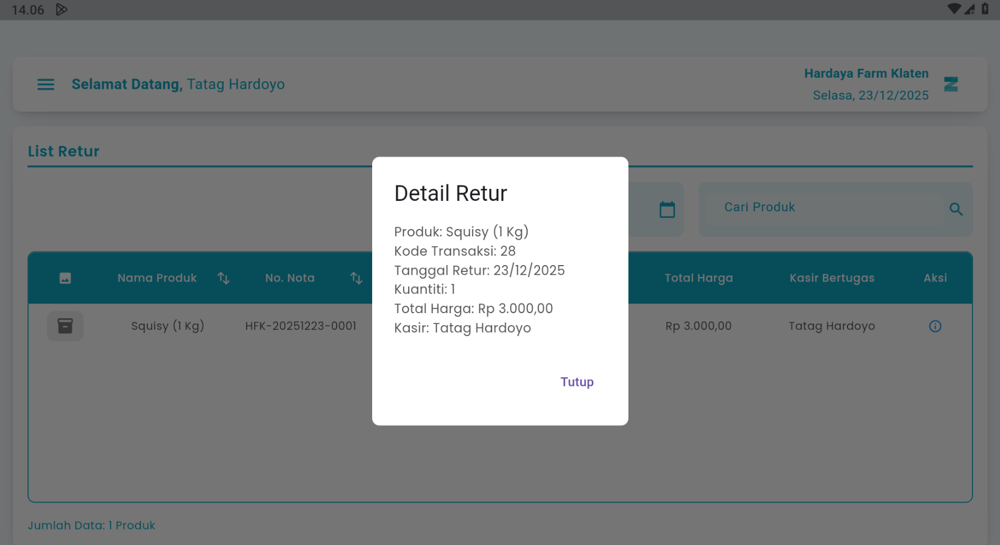 14.06
Selamat Datang, Tatag Hardoyo
Hardaya Farm Klaten
Selasa, 23/12/2025
List Retur
Cari Produk
Nama Produk No. Nota Total Harga Kasir Bertugas Aksi
Squisy (1 Kg) HFK-20251223-0001 Rp 3.000,00 Tatag Hardoyo
Detail Retur
Produk: Squisy (1 Kg)
Kode Transaksi: 28
Tanggal Retur: 23/12/2025
Kuantiti: 1
Total Harga: Rp 3.000,00
Kasir: Tatag Hardoyo
Tutup
Jumlah Data: 1 Produk